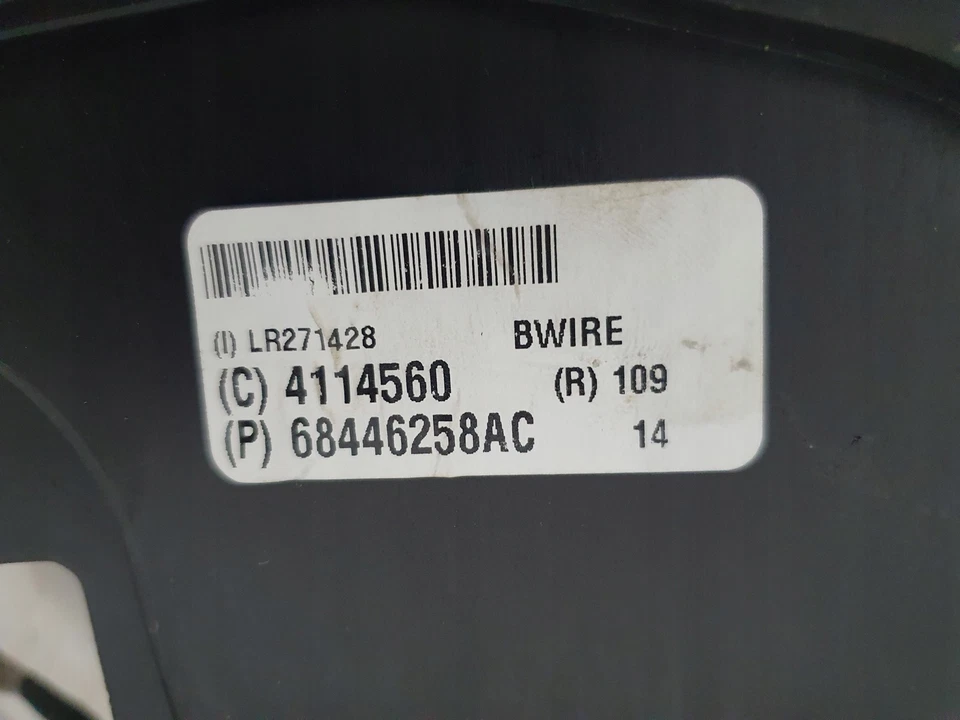 (I) LR271428 BWIRE
(C) 4114560 (R) 109
(P) 68446258AC 14